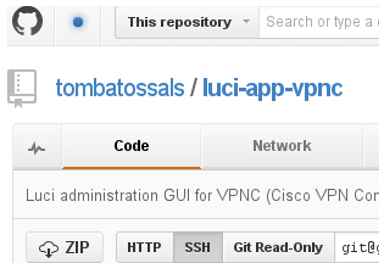 This repository Search or type a
tombatossals / luci-app-vpnc
Code Network
Luci administration GUI for VPNC (Cisco VPN Con
ZIP HTTP SSH Git Read-Only git@g